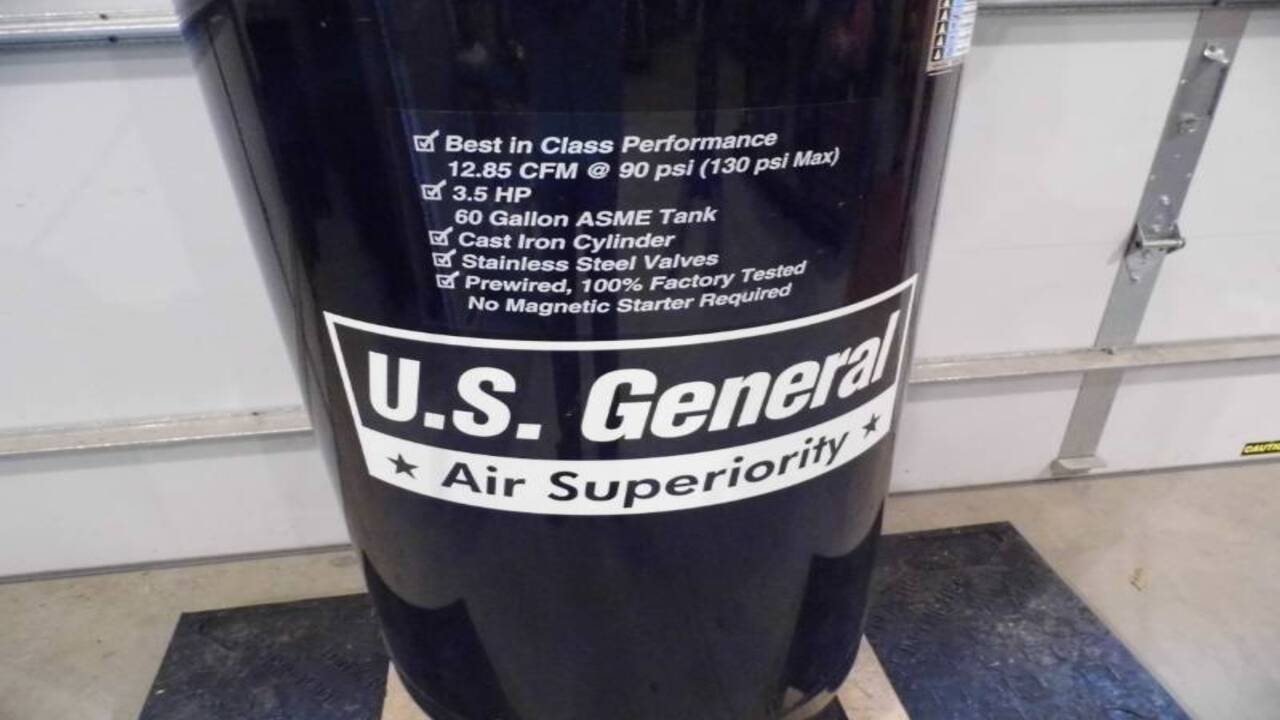 Best in Class Performance
12.85 CFM @ 90 psi (130 psi Max)
3.5 HP
60 Gallon ASME Tank
Cast Iron Cylinder
Stainless Steel Valves
Prewired, 100% Factory Tested
No Magnetic Starter Required
U.S. General
Air Superiority